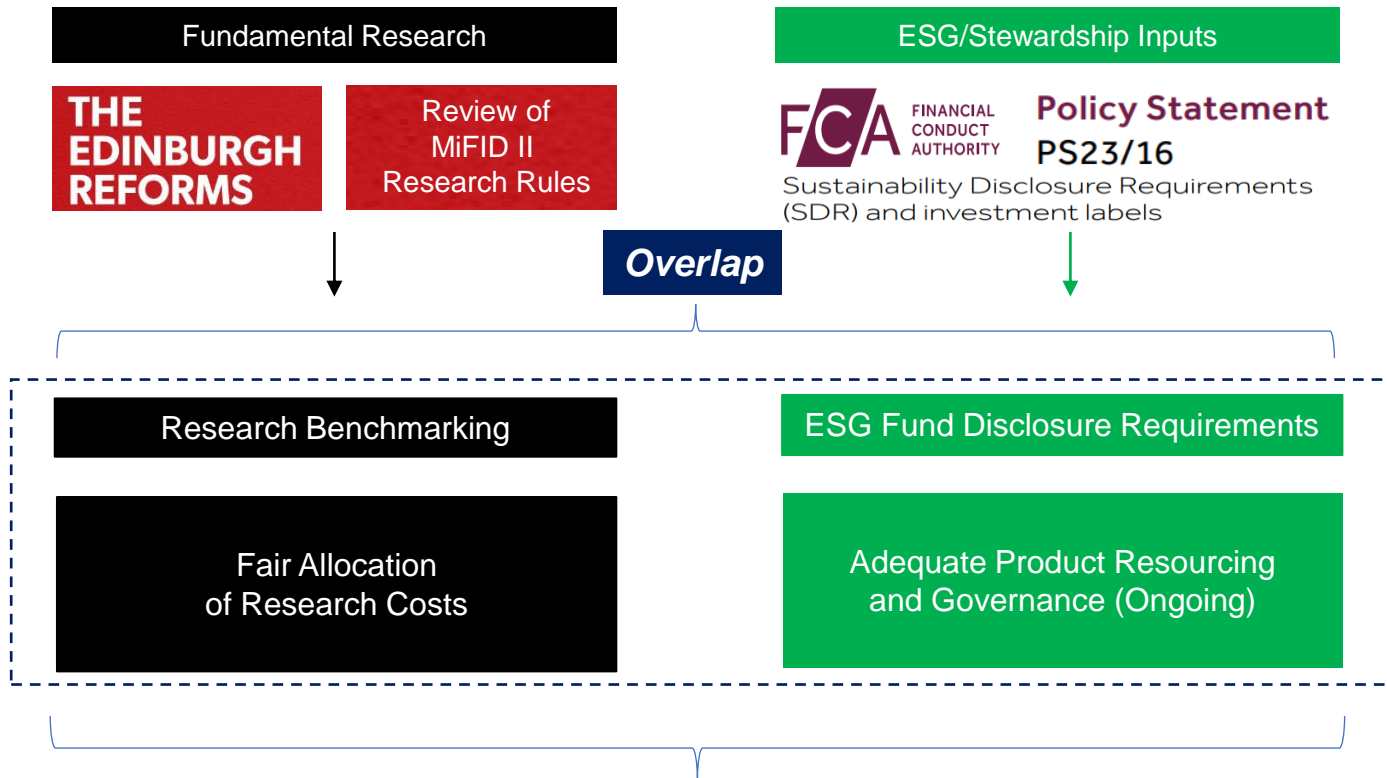 Fundamental Research
ESG/Stewardship Inputs
THE
EDINBURGH
REFORMS
Review of
MiFID II
Research Rules
FCA
FINANCIAL
CONDUCT
AUTHORITY
Policy Statement
PS23/16
Sustainability Disclosure Requirements
(SDR) and investment labels
Overlap
Research Benchmarking
ESG Fund Disclosure Requirements
Fair Allocation
of Research Costs
Adequate Product Resourcing
and Governance (Ongoing)